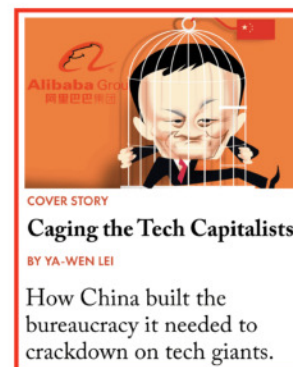 Alibaba Grou
阿里巴巴集团
COVER STORY
Caging the Tech Capitalists
BY YA-WEN LEI
How China built the
bureaucracy it needed to
crackdown on tech giants.